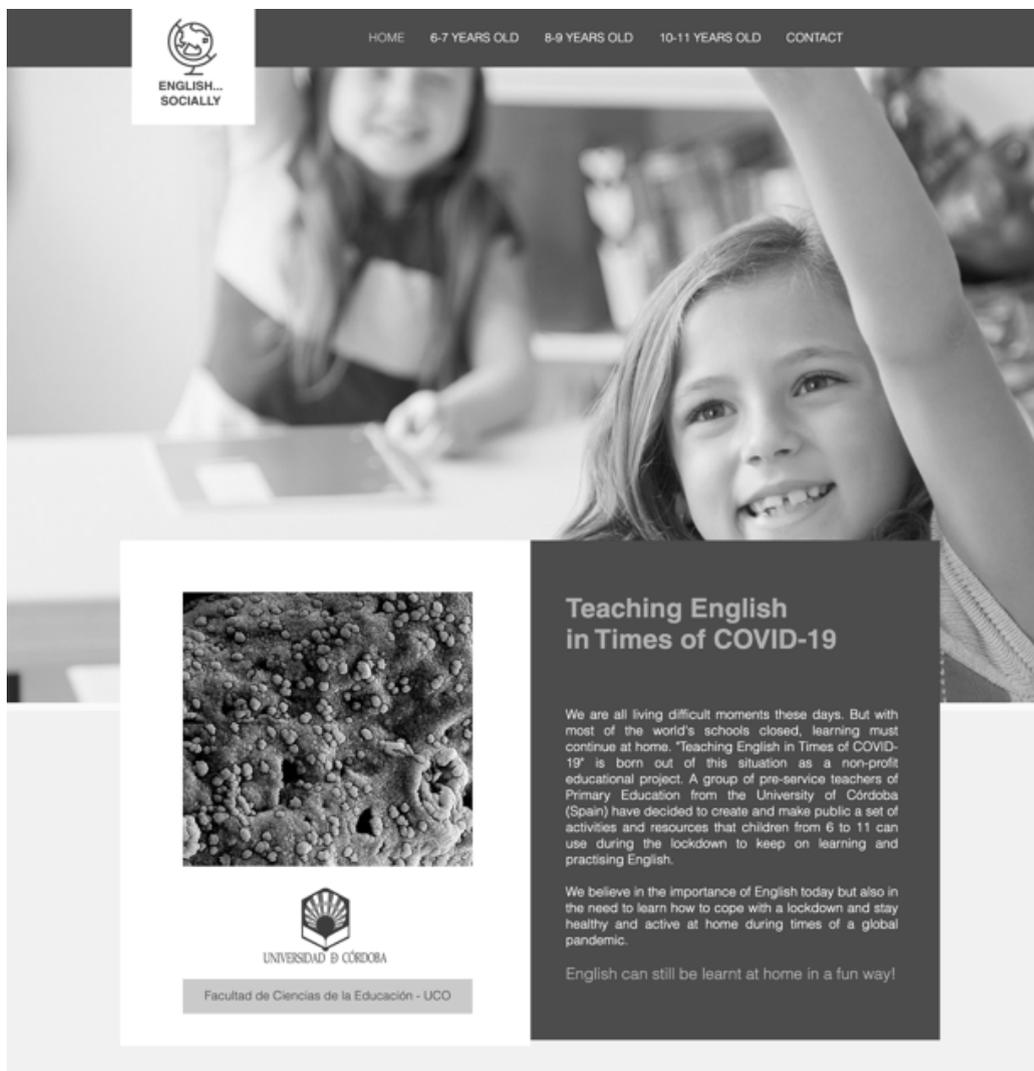 HOME 6-7 YEARS OLD 8-9 YEARS OLD 10-11 YEARS OLD CONTACT
ENGLISH...
SOCIALLY
Teaching English
in Times of COVID-19
We are all living difficult moments these days. But with
most of the world's schools closed, learning must
continue at home. "Teaching English in Times of COVID-
19" is born out of this situation as a non-profit
educational project. A group of pre-service teachers of
Primary Education from the University of Córdoba
(Spain) have decided to create and make public a set of
activities and resources that children from 6 to 11 can
use during the lockdown to keep on learning and
practising English.
We believe in the importance of English today but also in
the need to learn how to cope with a lockdown and stay
healthy and active at home during times of a global
pandemic.
English can still be learnt at home in a fun way!
UNIVERSIDAD Ð CÓRDOBA
Facultad de Ciencias de la Educación - UCO